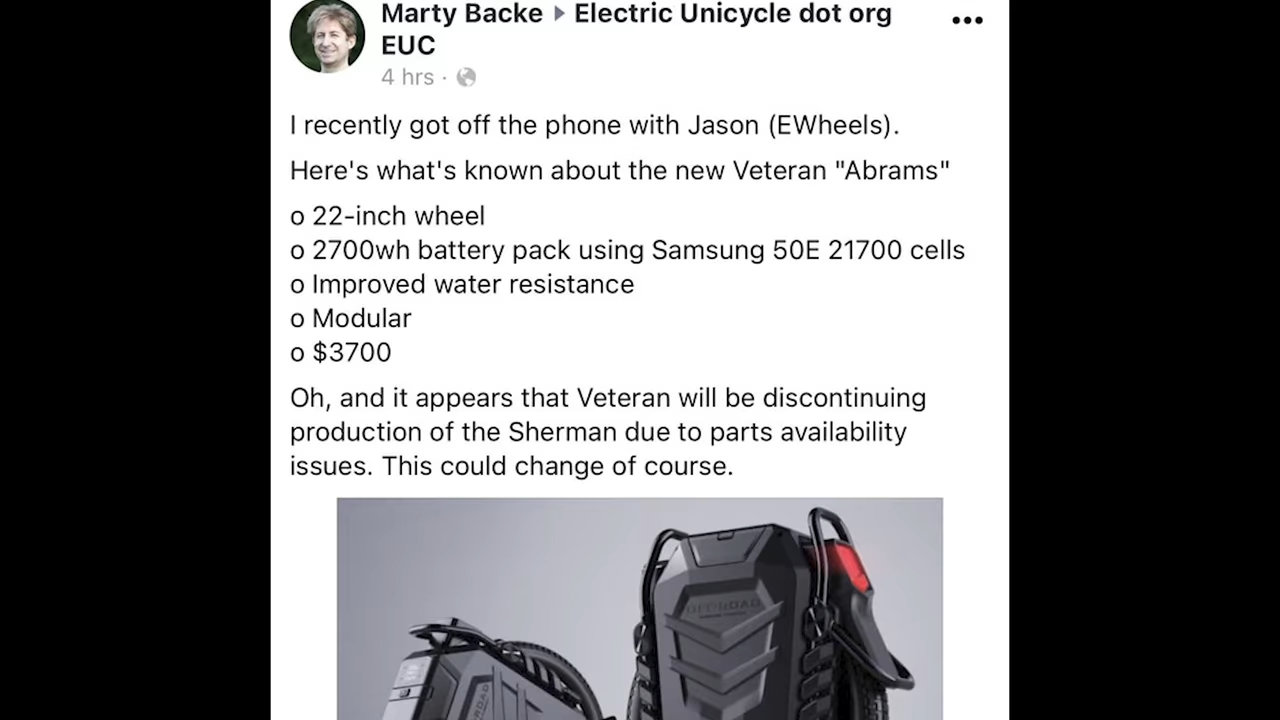 Marty Backe ▸ Electric Unicycle dot org
EUC
4 hrs ·
I recently got off the phone with Jason (EWheels).
Here's what's known about the new Veteran "Abrams"
o 22-inch wheel
o 2700wh battery pack using Samsung 50E 21700 cells
o Improved water resistance
o Modular
o $3700
Oh, and it appears that Veteran will be discontinuing
production of the Sherman due to parts availability
issues. This could change of course.
OFF-ROAD